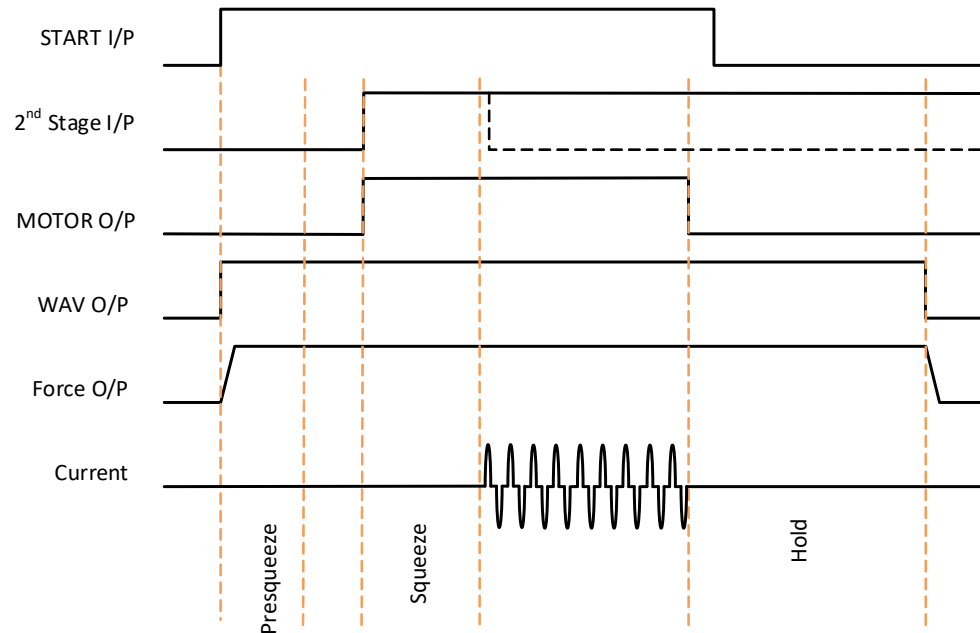 START I/P
2nd Stage I/P
MOTOR O/P
WAV O/P
Force O/P
Current
Presqueeze
Squeeze
Hold